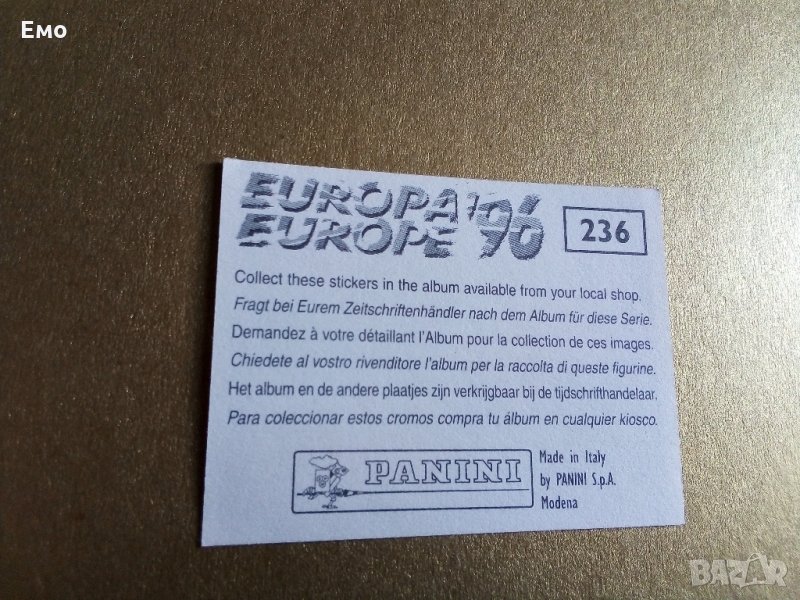 Emo
EUROPA '96
EUROPE '96
236
Collect these stickers in the album available from your local shop.
Fragt bei Eurem Zeitschriftenhändler nach dem Album für diese Serie.
Demandez à votre détaillant l'Album pour la collection de ces images.
Chiedete al vostro rivenditore l'album per la raccolta di queste figurine.
Het album en de andere plaatjes zijn verkrijgbaar bij de tijdschrifthandelaar.
Para coleccionar estos cromos compra tu álbum en cualquier kiosco.
PANINI
Made in Italy
by PANINI S.p.A.
Modena
BAZAR